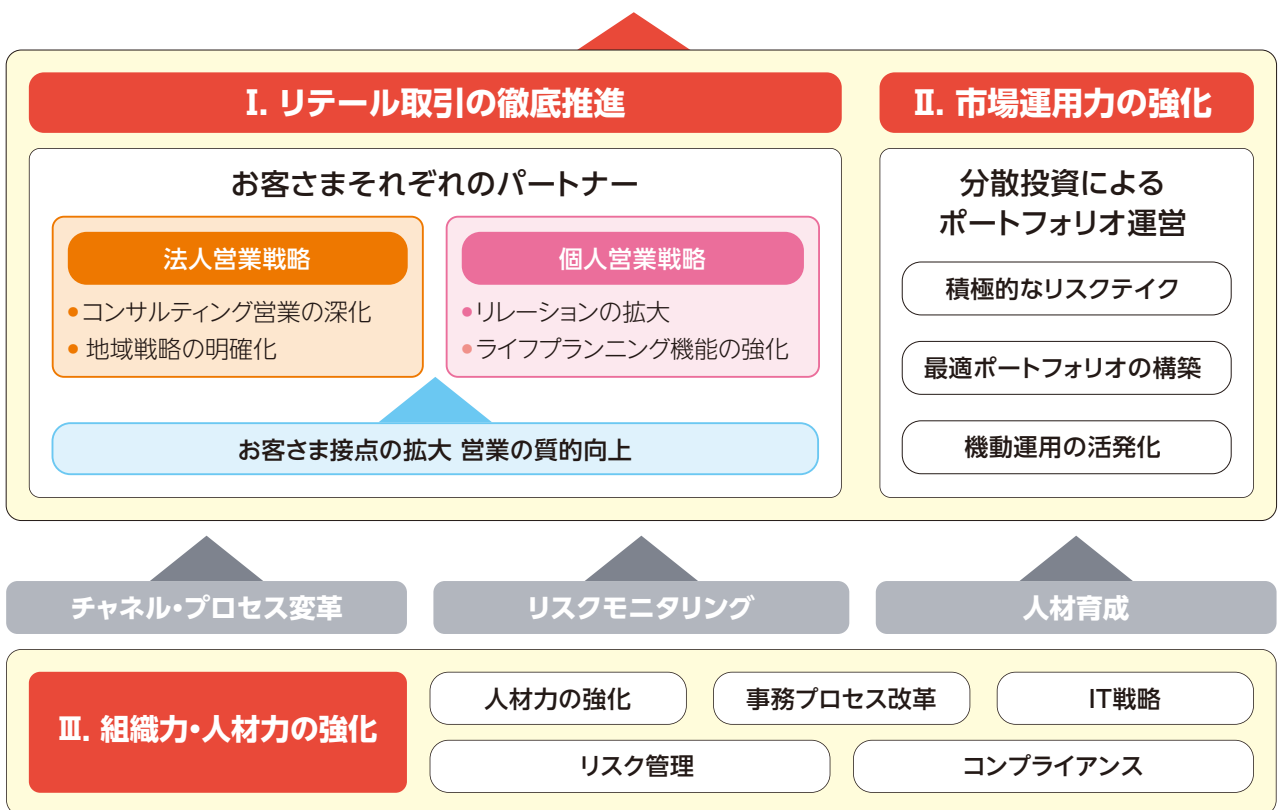 Ⅰ. リテール取引の徹底推進
お客さまそれぞれのパートナー
法人営業戦略
•コンサルティング営業の深化
• 地域戦略の明確化
個人営業戦略
•リレーションの拡大
•ライフプランニング機能の強化
お客さま接点の拡大 営業の質的向上
Ⅱ. 市場運用力の強化
分散投資による
ポートフォリオ運営
積極的なリスクテイク
最適ポートフォリオの構築
機動運用の活発化
チャネル・プロセス変革
リスクモニタリング
人材育成
Ⅲ. 組織力・人材力の強化
人材力の強化
事務プロセス改革
IT戦略
リスク管理
コンプライアンス